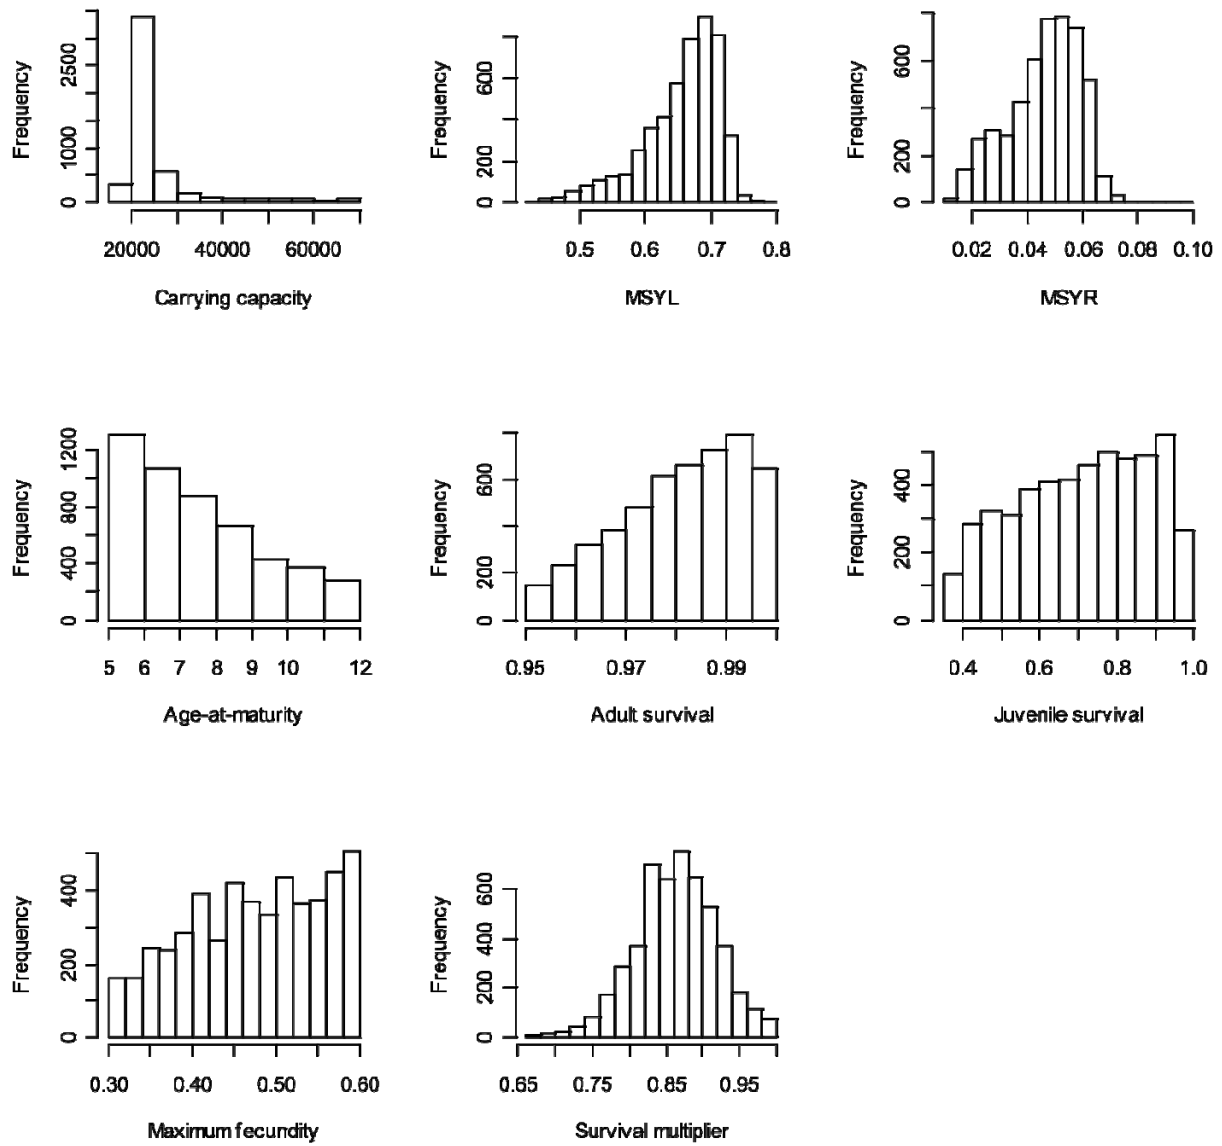 Frequency
0 1000 2500
20000 40000 60000
Carrying capacity
Frequency
200 600
0.5 0.6 0.7 0.8
MSYL
Frequency
0 200 600
0.02 0.04 0.06 0.08 0.10
MSYR
Frequency
0 400 800 1200
5 6 7 8 9 10 12
Age-at-maturity
Frequency
0 200 600
0.95 0.97 0.99
Adult survival
Frequency
0 200 400
0.4 0.6 0.8 1.0
Juvenile survival
Frequency
0 200 400
0.30 0.40 0.50 0.60
Maximum fecundity
Frequency
0 200 400 600
0.65 0.75 0.85 0.95
Survival multiplier